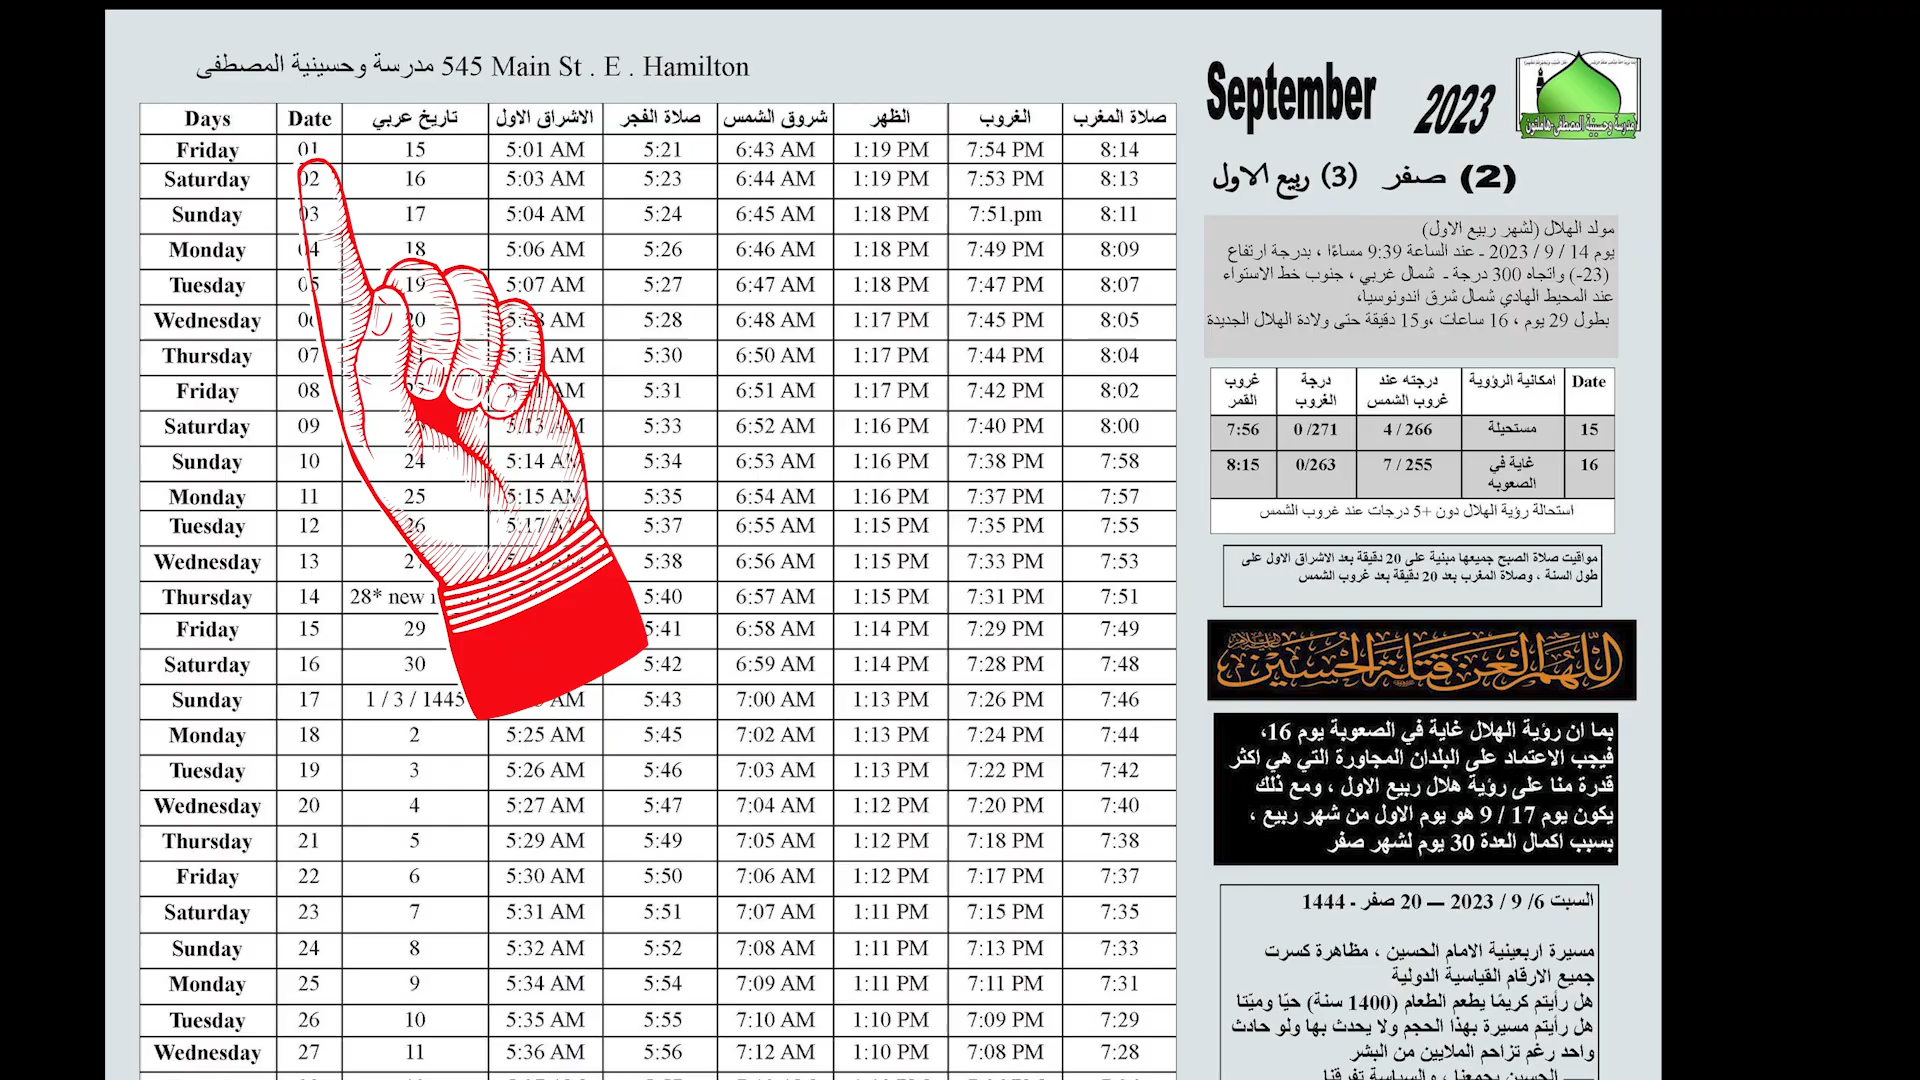 مدرسة وحسينية المصطفى 545 Main St . E . Hamilton
Days Date تاريخ عربي الاشراق الاول صلاة الفجر شروق الشمس الظهر الغروب صلاة المغرب
Friday 01 15 5:01 AM 5:21 6:43 AM 1:19 PM 7:54 PM 8:14
Saturday 02 16 5:03 AM 5:23 6:44 AM 1:19 PM 7:53 PM 8:13
Sunday 03 17 5:04 AM 5:24 6:45 AM 1:18 PM 7:51.pm 8:11
Monday 04 18 5:06 AM 5:26 6:46 AM 1:18 PM 7:49 PM 8:09
Tuesday 05 19 5:07 AM 5:27 6:47 AM 1:18 PM 7:47 PM 8:07
Wednesday 20 AM 5:28 6:48 AM 1:17 PM 7:45 PM 8:05
Thursday 07 AM 5:30 6:50 AM 1:17 PM 7:44 PM 8:04
Friday 08 AM 5:31 6:51 AM 1:17 PM 7:42 PM 8:02
Saturday 09 5:13 AM 5:33 6:52 AM 1:16 PM 7:40 PM 8:00
Sunday 10 24 5:14 AM 5:34 6:53 AM 1:16 PM 7:38 PM 7:58
Monday 11 25 5:15 AM 5:35 6:54 AM 1:16 PM 7:37 PM 7:57
Tuesday 12 26 5:17 5:37 6:55 AM 1:15 PM 7:35 PM 7:55
Wednesday 13 5:38 6:56 AM 1:15 PM 7:33 PM 7:53
Thursday 14 28* new 5:40 6:57 AM 1:15 PM 7:31 PM 7:51
Friday 15 29 5:41 6:58 AM 1:14 PM 7:29 PM 7:49
Saturday 16 30 5:42 6:59 AM 1:14 PM 7:28 PM 7:48
Sunday 17 1 / 3 / 1445 AM 5:43 7:00 AM 1:13 PM 7:26 PM 7:46
Monday 18 2 5:25 AM 5:45 7:02 AM 1:13 PM 7:24 PM 7:44
Tuesday 19 3 5:26 AM 5:46 7:03 AM 1:13 PM 7:22 PM 7:42
Wednesday 20 4 5:27 AM 5:47 7:04 AM 1:12 PM 7:20 PM 7:40
Thursday 21 5 5:29 AM 5:49 7:05 AM 1:12 PM 7:18 PM 7:38
Friday 22 6 5:30 AM 5:50 7:06 AM 1:12 PM 7:17 PM 7:37
Saturday 23 7 5:31 AM 5:51 7:07 AM 1:11 PM 7:15 PM 7:35
Sunday 24 8 5:32 AM 5:52 7:08 AM 1:11 PM 7:13 PM 7:33
Monday 25 9 5:34 AM 5:54 7:09 AM 1:11 PM 7:11 PM 7:31
Tuesday 26 10 5:35 AM 5:55 7:10 AM 1:10 PM 7:09 PM 7:29
Wednesday 27 11 5:36 AM 5:56 7:12 AM 1:10 PM 7:08 PM 7:28
September 2023
مدرسة وحسينية المصطفى-هاملتون
(2) صفر (3) ربيع الاول
مولد الهلال (لشهر ربيع الاول)
يوم 14 / 9 / 2023 ـ عند الساعة 9:39 مساءًا ، بدرجة ارتفاع
(-23) واتجاه 300 درجة ـ شمال غربي ، جنوب خط الاستواء
عند المحيط الهادي شمال شرق اندونوسيا،
بطول 29 يوم ، 16 ساعات ،و15 دقيقة حتى ولادة الهلال الجديدة
Date امكانية الرؤوية درجته عند غروب الشمس درجة الغروب غروب القمر
15 مستحيلة 4 / 266 0 /271 7:56
16 غاية في الصعوبه 7 / 255 0/263 8:15
استحالة رؤية الهلال دون +5 درجات عند غروب الشمس
مواقيت صلاة الصبح جميعها مبنية على 20 دقيقة بعد الاشراق الاول على
طول السنة ، وصلاة المغرب بعد 20 دقيقة بعد غروب الشمس
اللهم العن قتلة الحسين
بما ان رؤية الهلال غاية في الصعوبة يوم 16،
فيجب الاعتماد على البلدان المجاورة التي هي اكثر
قدرة منا على رؤية هلال ربيع الاول ، ومع ذلك
يكون يوم 17 / 9 هو يوم الاول من شهر ربيع ،
بسبب اكمال العدة 30 يوم لشهر صفر
السبت 6/ 9 / 2023 — 20 صفر ـ 1444
مسيرة اربعينية الامام الحسين ، مظاهرة كسرت
جميع الارقام القياسية الدولية
هل رأيتم كريمًا يطعم الطعام (1400 سنة) حيًا وميّتا
هل رأيتم مسيرة بهذا الحجم ولا يحدث بها ولو حادث
واحد رغم تزاحم الملايين من البشر
— الحسين يجمعنا ، والسياسة تفرقنا